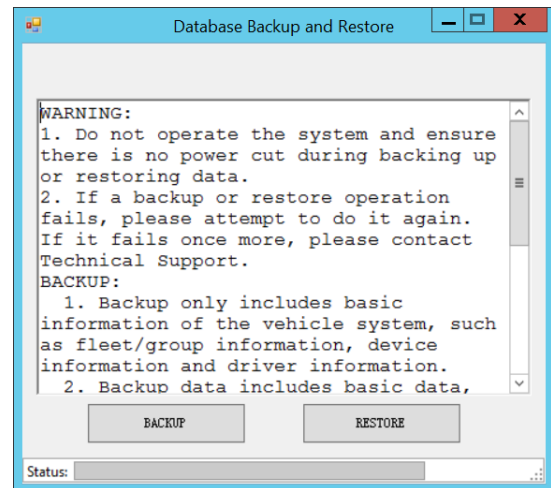 Database Backup and Restore
WARNING:
1. Do not operate the system and ensure
there is no power cut during backing up
or restoring data.
2. If a backup or restore operation
fails, please attempt to do it again.
If it fails once more, please contact
Technical Support.
BACKUP:
1. Backup only includes basic
information of the vehicle system, such
as fleet/group information, device
information and driver information.
2. Backup data includes basic data,
BACKUP RESTORE
Status: